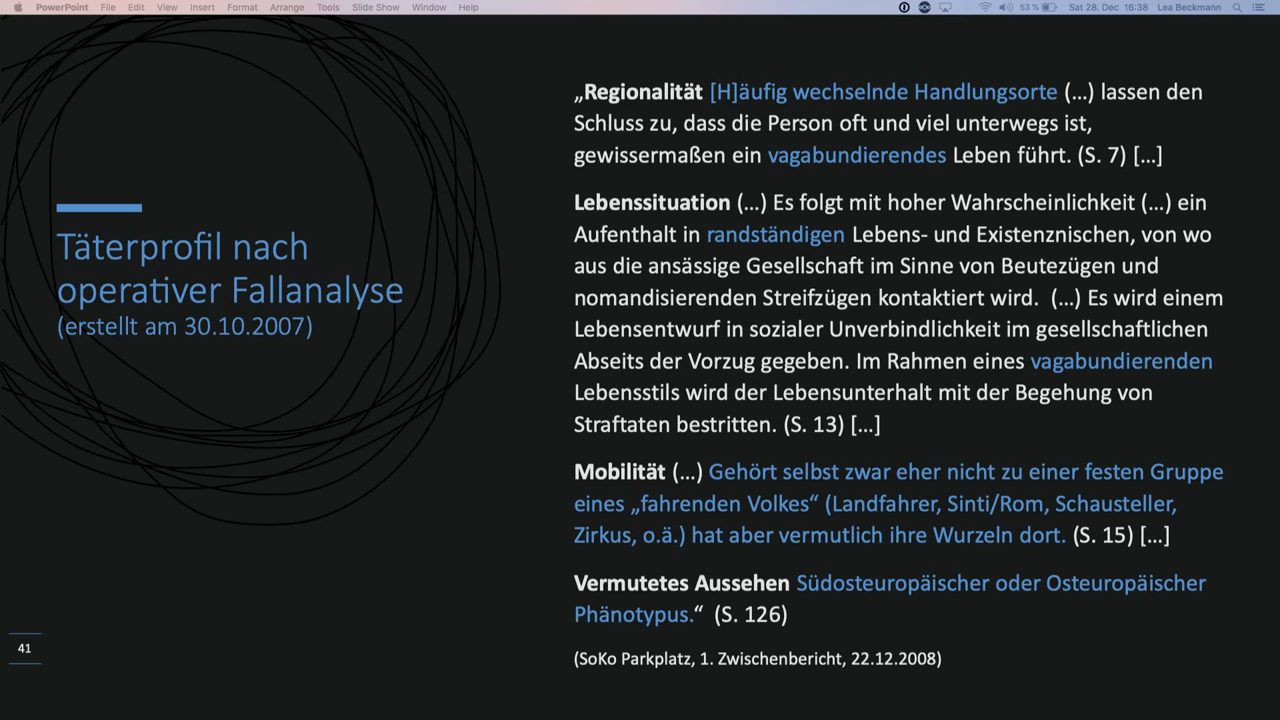 PowerPoint File Edit View Insert Format Arrange Tools Slide Show Window Help 53 % Sat 28. Dec 16:38 Lea Beckmann
Täterprofil nach
operativer Fallanalyse
(erstellt am 30.10.2007)
41
„Regionalität [H]äufig wechselnde Handlungsorte (…) lassen den
Schluss zu, dass die Person oft und viel unterwegs ist,
gewissermaßen ein vagabundierendes Leben führt. (S. 7) […]
Lebenssituation (…) Es folgt mit hoher Wahrscheinlichkeit (…) ein
Aufenthalt in randständigen Lebens- und Existenznischen, von wo
aus die ansässige Gesellschaft im Sinne von Beutezügen und
nomandisierenden Streifzügen kontaktiert wird. (…) Es wird einem
Lebensentwurf in sozialer Unverbindlichkeit im gesellschaftlichen
Abseits der Vorzug gegeben. Im Rahmen eines vagabundierenden
Lebensstils wird der Lebensunterhalt mit der Begehung von
Straftaten bestritten. (S. 13) […]
Mobilität (…) Gehört selbst zwar eher nicht zu einer festen Gruppe
eines „fahrenden Volkes“ (Landfahrer, Sinti/Rom, Schausteller,
Zirkus, o.ä.) hat aber vermutlich ihre Wurzeln dort. (S. 15) […]
Vermutetes Aussehen Südosteuropäischer oder Osteuropäischer
Phänotypus.“ (S. 126)
(SoKo Parkplatz, 1. Zwischenbericht, 22.12.2008)